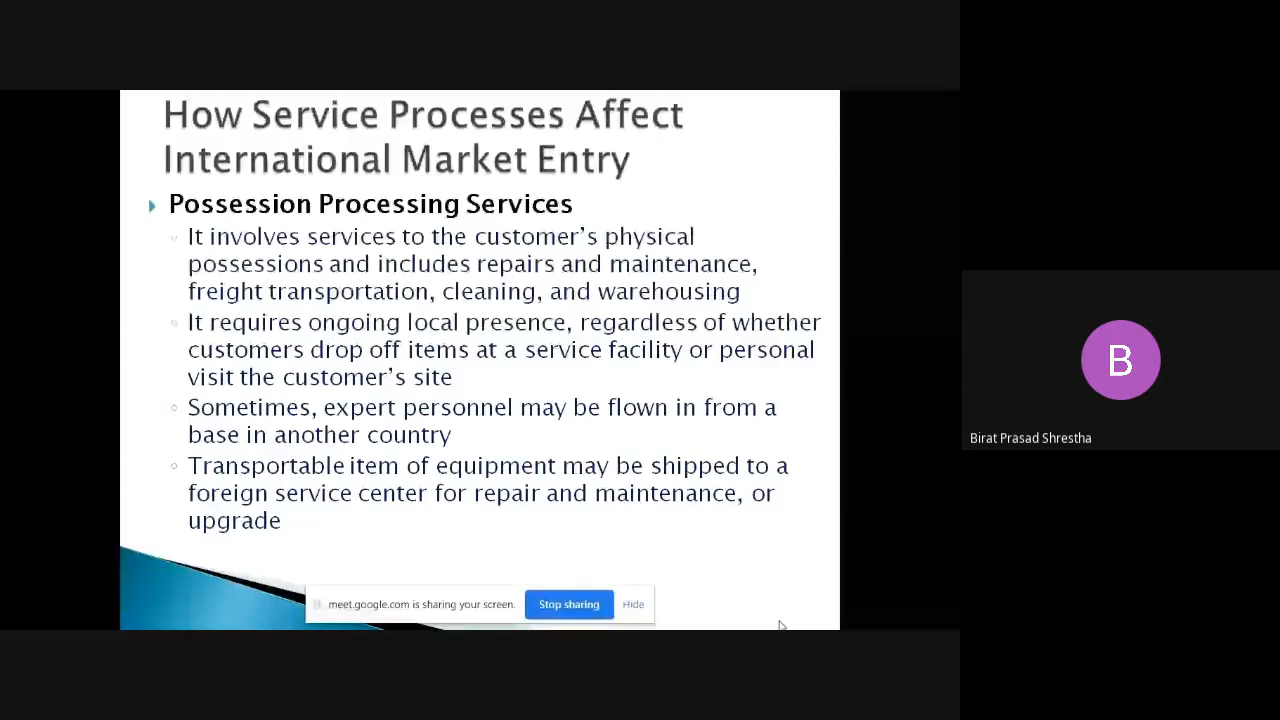 How Service Processes Affect
International Market Entry
Possession Processing Services
It involves services to the customer's physical
possessions and includes repairs and maintenance,
freight transportation, cleaning, and warehousing
It requires ongoing local presence, regardless of whether
customers drop off items at a service facility or personal
visit the customer's site
Sometimes, expert personnel may be flown in from a
base in another country
Transportable item of equipment may be shipped to a
foreign service center for repair and maintenance, or
upgrade
meet.google.com is sharing your screen. Stop sharing Hide
B
Birat Prasad Shrestha